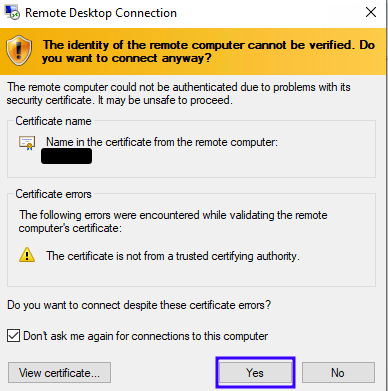 Remote Desktop Connection
The identity of the remote computer cannot be verified. Do
you want to connect anyway?
The remote computer could not be authenticated due to problems with its
security certificate. It may be unsafe to proceed.
Certificate name
Name in the certificate from the remote computer:
Certificate errors
The following errors were encountered while validating the remote
computer's certificate:
The certificate is not from a trusted certifying authority.
Do you want to connect despite these certificate errors?
Don't ask me again for connections to this computer
View certificate... Yes No